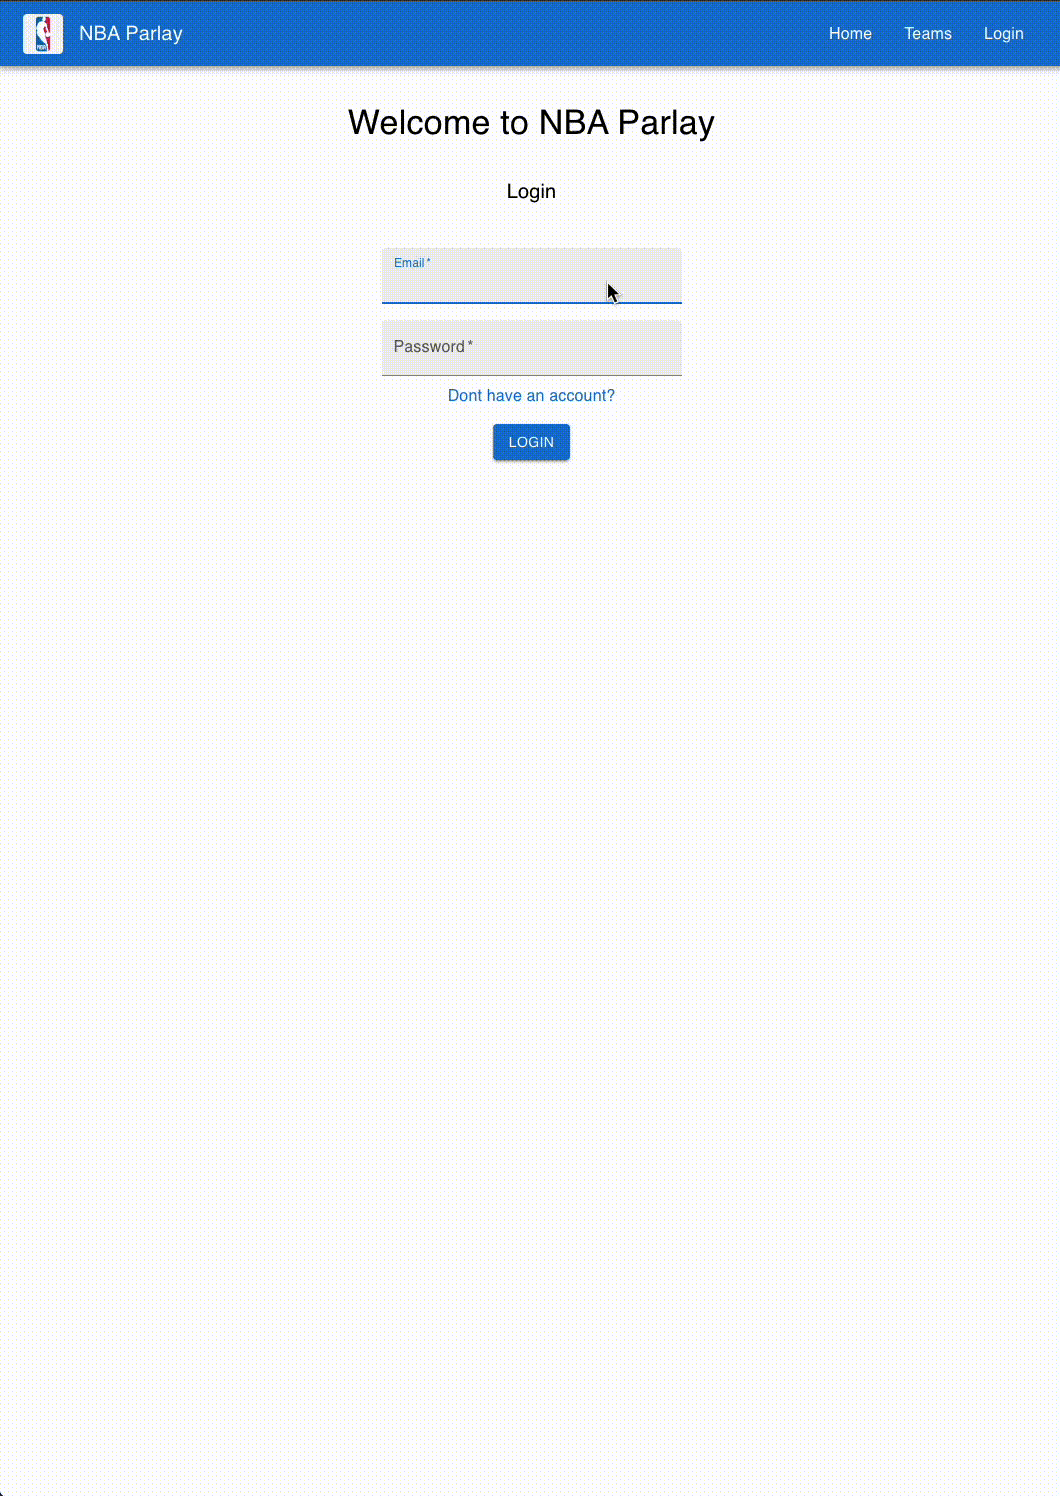 NBA Parlay
Home
Teams
Login
Welcome to NBA Parlay
Login
Email *
Password *
Dont have an account?
LOGIN